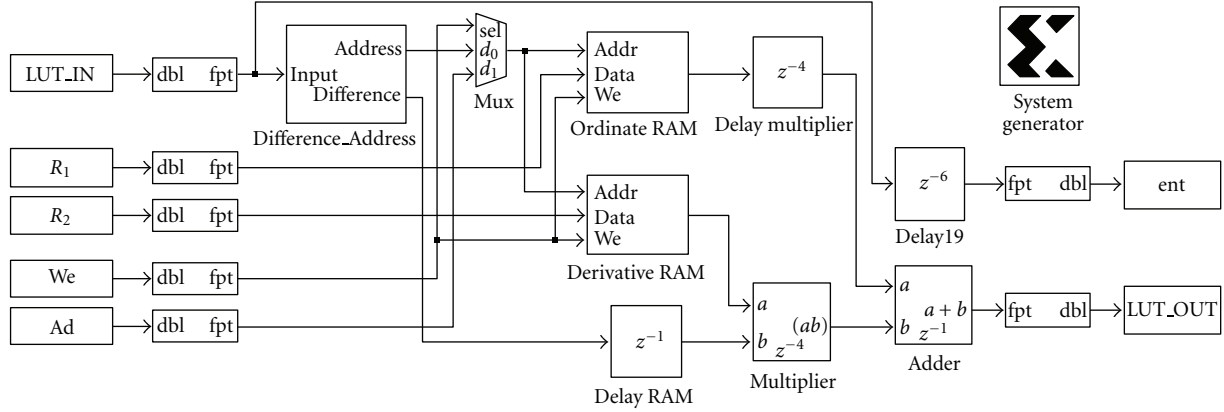 LUT_IN
dbl fpt
Address
Input
Difference
Difference_Address
sel
d₀
d₁
Mux
Addr
Data
We
Ordinate RAM
z⁻⁴
Delay multiplier
System
generator
R₁
dbl fpt
R₂
dbl fpt
Addr
Data
We
Derivative RAM
z⁻⁶
Delay19
fpt dbl
ent
We
dbl fpt
Ad
dbl fpt
z⁻¹
Delay RAM
a
b
(ab)
z⁻⁴
Multiplier
a
b
a + b
z⁻¹
Adder
fpt dbl
LUT_OUT